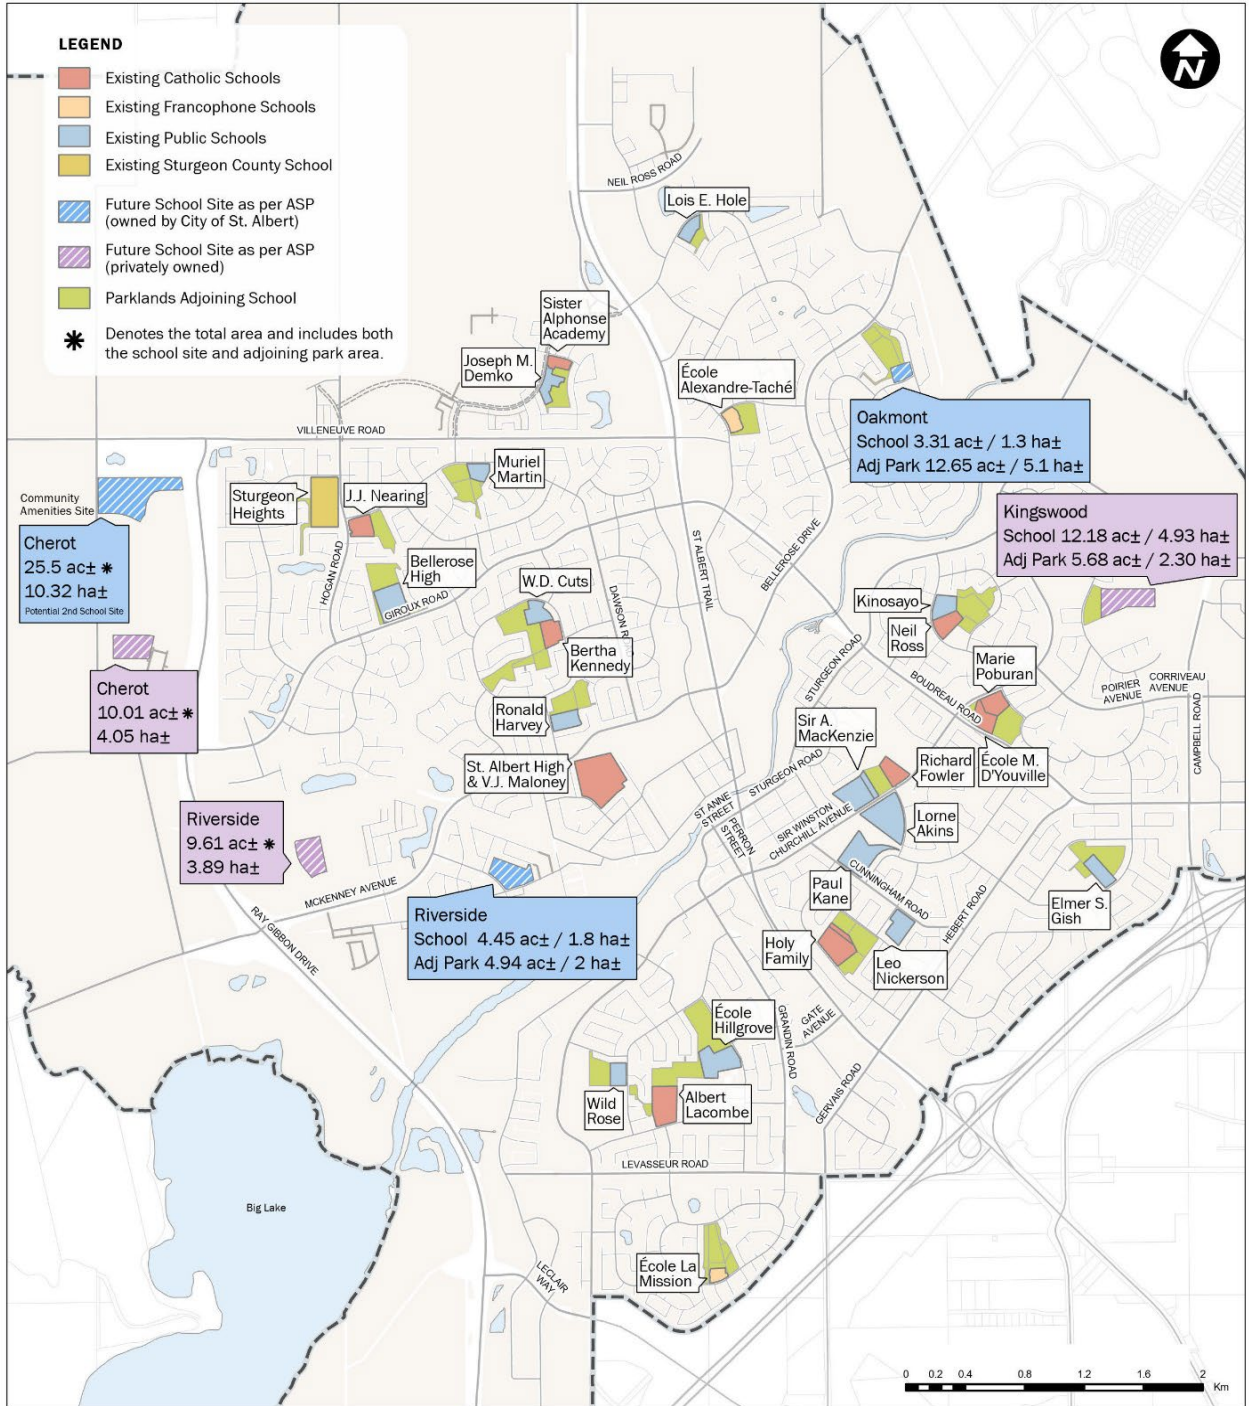 LEGEND
Existing Catholic Schools
Existing Francophone Schools
Existing Public Schools
Existing Sturgeon County School
Future School Site as per ASP
(owned by City of St. Albert)
Future School Site as per ASP
(privately owned)
Parklands Adjoining School
✱ Denotes the total area and includes both
the school site and adjoining park area.
N
NEIL ROSS ROAD
Lois E. Hole
Sister
Alphonse
Academy
Joseph M.
Demko
École
Alexandre-Taché
Oakmont
School 3.31 ac± / 1.3 ha±
Adj Park 12.65 ac± / 5.1 ha±
VILLENEUVE ROAD
Muriel
Martin
Sturgeon
Heights
J.J. Nearing
Community
Amenities Site
Cherot
25.5 ac± ✱
10.32 ha±
Potential 2nd School Site
Kingswood
School 12.18 ac± / 4.93 ha±
Adj Park 5.68 ac± / 2.30 ha±
HOGAN ROAD
Bellerose
High
GIROUX ROAD
W.D. Cuts
DAWSON ROAD
ST ALBERT TRAIL
BELLEROSE DRIVE
Kinosayo
Neil
Ross
Bertha
Kennedy
Marie
Poburan
STURGEON ROAD
BOUDREAU ROAD
POIRIER
AVENUE
CORRIVEAU
AVENUE
CAMPBELL ROAD
Cherot
10.01 ac± ✱
4.05 ha±
Ronald
Harvey
Sir A.
MacKenzie
École M.
D'Youville
St. Albert High
& V.J. Maloney
STURGEON ROAD
Richard
Fowler
ST ANNE
STREET
PERRON
STREET
SIR WINSTON
CHURCHILL AVENUE
Lorne
Akins
Riverside
9.61 ac± ✱
3.89 ha±
MCKENNEY AVENUE
CUNNINGHAM ROAD
Paul
Kane
Elmer S.
Gish
HEBERT ROAD
Riverside
School 4.45 ac± / 1.8 ha±
Adj Park 4.94 ac± / 2 ha±
RAY GIBBON DRIVE
Holy
Family
Leo
Nickerson
École
Hillgrove
GRANDIN ROAD
GATE
AVENUE
GERVAIS ROAD
Wild
Rose
Albert
Lacombe
LEVASSEUR ROAD
Big Lake
École La
Mission
LECLAIR
WAY
0 0.2 0.4 0.8 1.2 1.6 2
Km